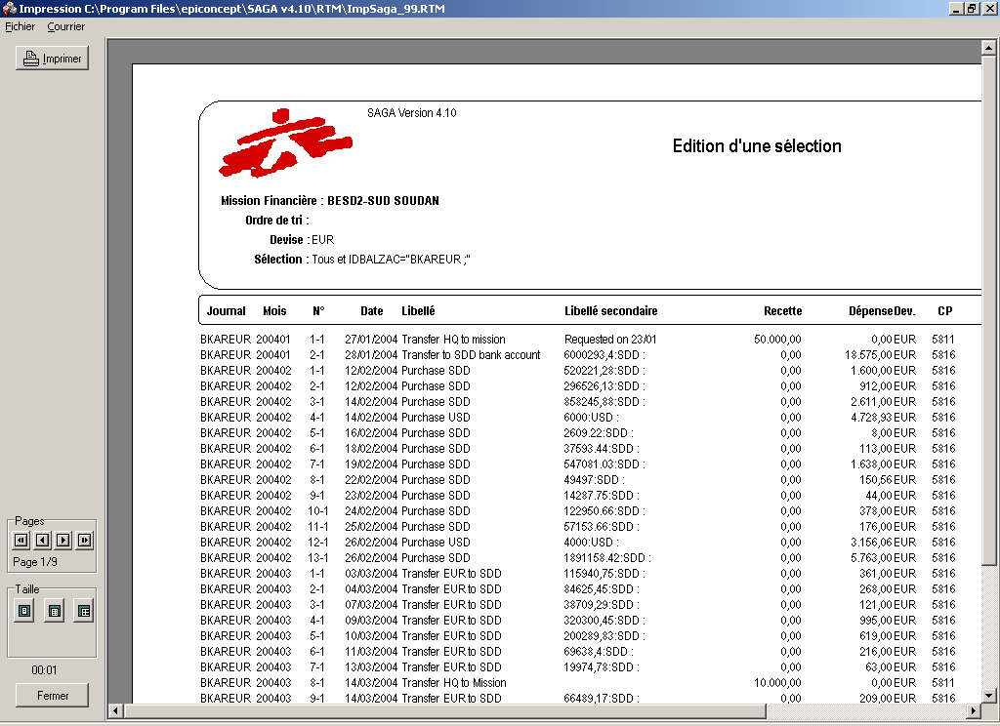 Impression C:\Program Files\epiconcept\SAGA v4.10\RTM\ImpSaga_99.RTM
Fichier Courrier
Imprimer
SAGA Version 4.10
Edition d'une sélection
Mission Financière : BESD2-SUD SOUDAN
Ordre de tri :
Devise : EUR
Sélection : Tous et IDBALZAC="BKAREUR ;"
Journal Mois N° Date Libellé Libellé secondaire Recette Dépense Dev. CP
BKAREUR 200401 1-1 27/01/2004 Transfer HQ to mission Requested on 23/01 50.000,00 0,00 EUR 5811
BKAREUR 200401 2-1 28/01/2004 Transfer to SDD bank account 6000293,4:SDD : 0,00 18.575,00 EUR 5816
BKAREUR 200402 1-1 12/02/2004 Purchase SDD 520221,28:SDD : 0,00 1.600,00 EUR 5816
BKAREUR 200402 2-1 12/02/2004 Purchase SDD 296526,13:SDD : 0,00 912,00 EUR 5816
BKAREUR 200402 3-1 14/02/2004 Purchase SDD 858245,88:SDD : 0,00 2.611,00 EUR 5816
BKAREUR 200402 4-1 14/02/2004 Purchase USD 6000:USD : 0,00 4.728,93 EUR 5816
BKAREUR 200402 5-1 16/02/2004 Purchase SDD 2609.22:SDD : 0,00 8,00 EUR 5816
BKAREUR 200402 6-1 18/02/2004 Purchase SDD 37593.44:SDD : 0,00 113,00 EUR 5816
BKAREUR 200402 7-1 19/02/2004 Purchase SDD 547081.03:SDD : 0,00 1.638,00 EUR 5816
BKAREUR 200402 8-1 22/02/2004 Purchase SDD 49497:SDD : 0,00 150,56 EUR 5816
BKAREUR 200402 9-1 23/02/2004 Purchase SDD 14287.75:SDD : 0,00 44,00 EUR 5816
BKAREUR 200402 10-1 24/02/2004 Purchase SDD 122950.66:SDD : 0,00 378,00 EUR 5816
BKAREUR 200402 11-1 25/02/2004 Purchase SDD 57153.66:SDD : 0,00 176,00 EUR 5816
BKAREUR 200402 12-1 26/02/2004 Purchase USD 4000:USD : 0,00 3.156,06 EUR 5816
BKAREUR 200402 13-1 26/02/2004 Purchase SDD 1891158.42:SDD : 0,00 5.763,00 EUR 5816
BKAREUR 200403 1-1 03/03/2004 Transfer EUR to SDD 115940,75:SDD : 0,00 361,00 EUR 5816
BKAREUR 200403 2-1 04/03/2004 Transfer EUR to SDD 84625,45:SDD : 0,00 268,00 EUR 5816
BKAREUR 200403 3-1 07/03/2004 Transfer EUR to SDD 38709,29:SDD : 0,00 121,00 EUR 5816
BKAREUR 200403 4-1 09/03/2004 Transfer EUR to SDD 320300,45:SDD : 0,00 995,00 EUR 5816
BKAREUR 200403 5-1 10/03/2004 Transfer EUR to SDD 200289,83:SDD : 0,00 619,00 EUR 5816
BKAREUR 200403 6-1 11/03/2004 Transfer EUR to SDD 69638,4:SDD : 0,00 216,00 EUR 5816
BKAREUR 200403 7-1 13/03/2004 Transfer EUR to SDD 19974,78:SDD : 0,00 63,00 EUR 5816
BKAREUR 200403 8-1 14/03/2004 Transfer HQ to Mission 10.000,00 0,00 EUR 5811
BKAREUR 200403 9-1 14/03/2004 Transfer EUR to SDD 66489,17:SDD : 0,00 209,00 EUR 5816
Pages
Page 1/9
Taille
00:01
Fermer